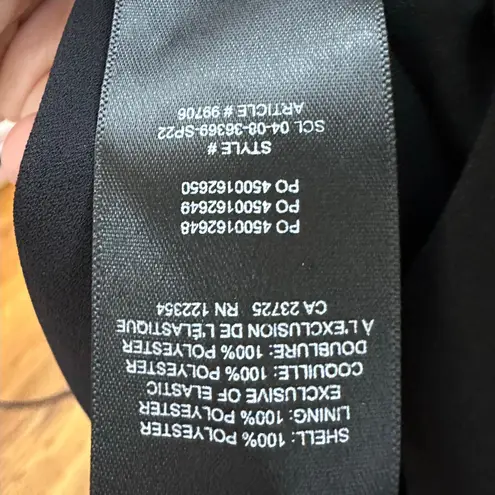 SHELL: 100% POLYESTER
LINING: 100% POLYESTER
EXCLUSIVE OF ELASTIC
COQUILLE: 100% POLYESTER
DOUBLURE: 100% POLYESTER
À L'EXCLUSION DE L'ÉLASTIQUE
CA 23725 RN 122354
PO 4500162648
PO 4500162649
PO 4500162650
STYLE #
SCL 04-08-36369-SP22
ARTICLE # 99706